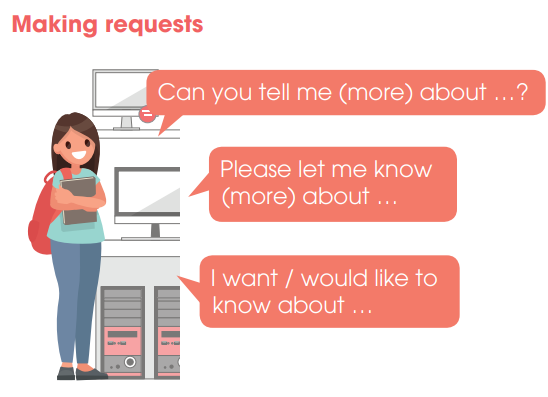 Making requests
Can you tell me (more) about ...?
Please let me know
(more) about ...
I want / would like to
know about ...